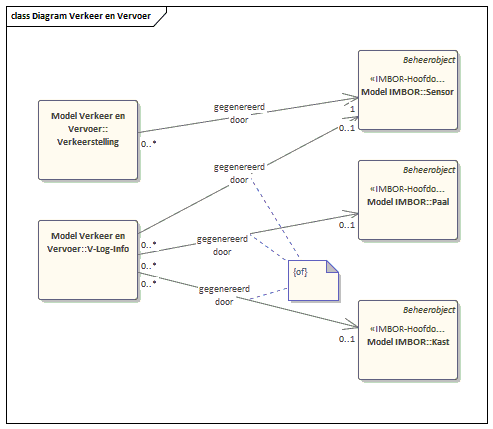 class Diagram Verkeer en Vervoer
Beheerobject
«IMBOR-Hoofdo...
Model IMBOR::Sensor
gegenereerd
door
1
0..1
Model Verkeer en
Vervoer::
Verkeerstelling
0..*
gegenereerd
door
Beheerobject
«IMBOR-Hoofdo...
Model IMBOR::Paal
0..1
Model Verkeer en
Vervoer::V-Log-Info
0..*
0..*
0..*
gegenereerd
door
{of}
gegenereerd
door
Beheerobject
«IMBOR-Hoofdo...
Model IMBOR::Kast
0..1